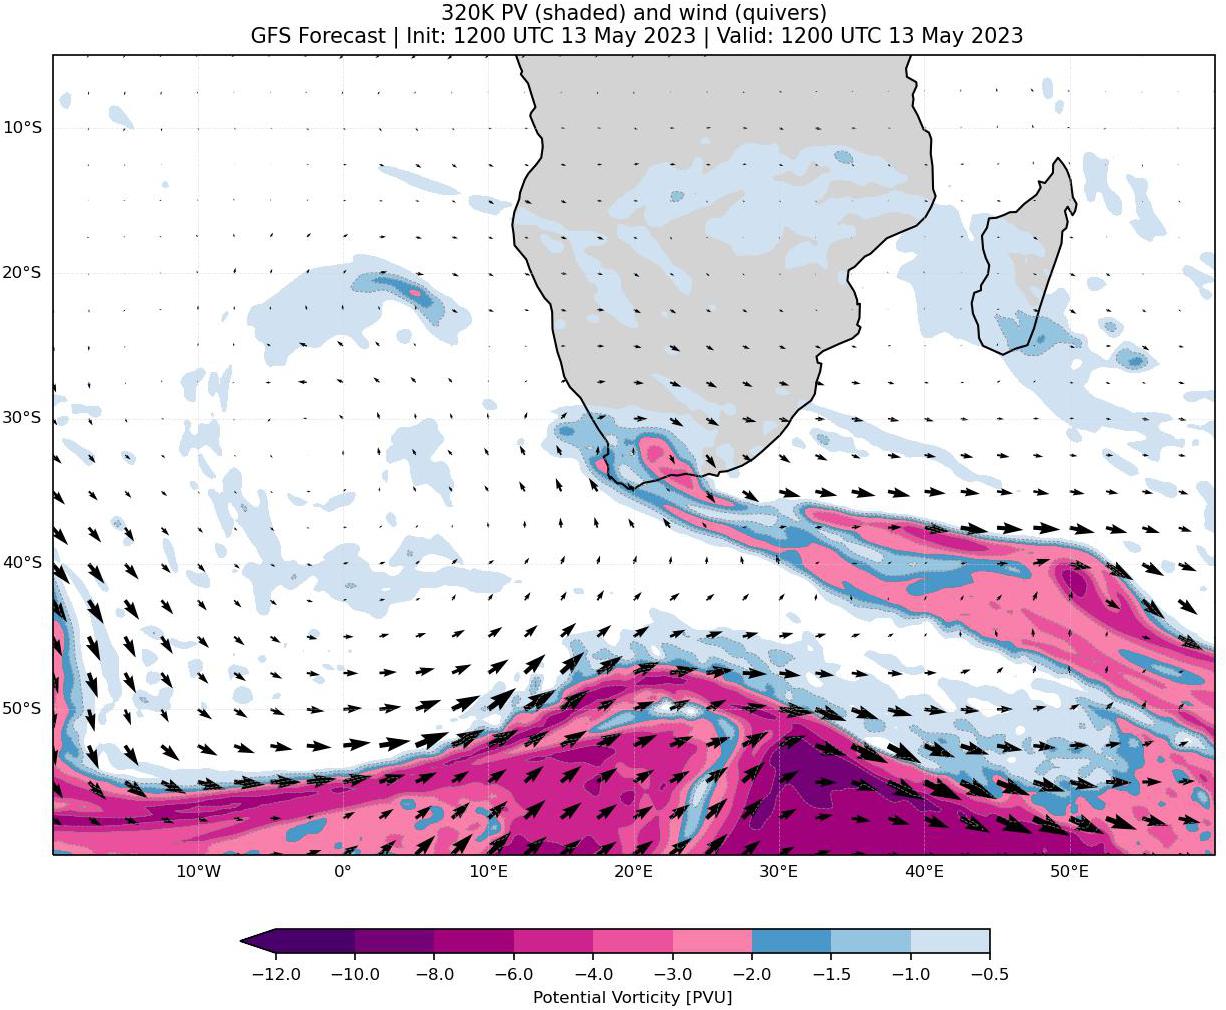 320K PV (shaded) and wind (quivers)
GFS Forecast | Init: 1200 UTC 13 May 2023 | Valid: 1200 UTC 13 May 2023
10°S
20°S
30°S
40°S
50°S
10°W 0° 10°E 20°E 30°E 40°E 50°E
−12.0 −10.0 −8.0 −6.0 −4.0 −3.0 −2.0 −1.5 −1.0 −0.5
Potential Vorticity [PVU]